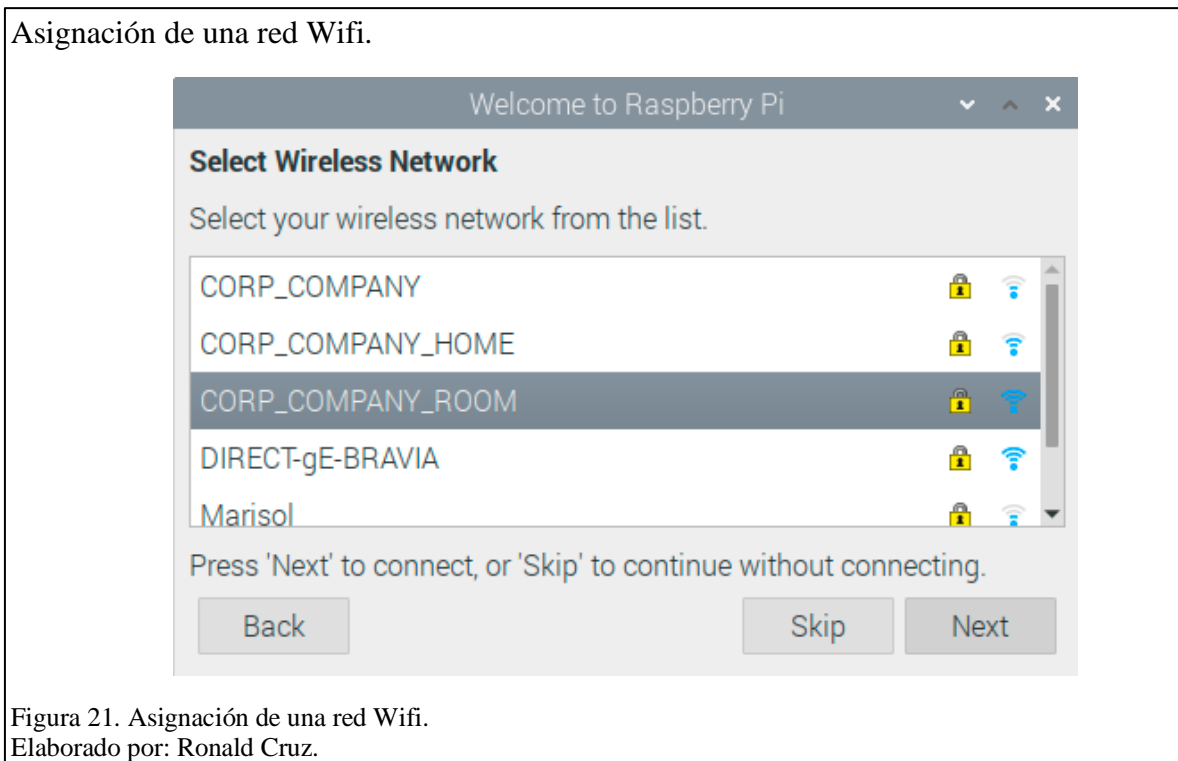 Asignación de una red Wifi.
Welcome to Raspberry Pi
Select Wireless Network
Select your wireless network from the list.
CORP_COMPANY
CORP_COMPANY_HOME
CORP_COMPANY_ROOM
DIRECT-gE-BRAVIA
Marisol
Press 'Next' to connect, or 'Skip' to continue without connecting.
Back Skip Next
Figura 21. Asignación de una red Wifi.
Elaborado por: Ronald Cruz.